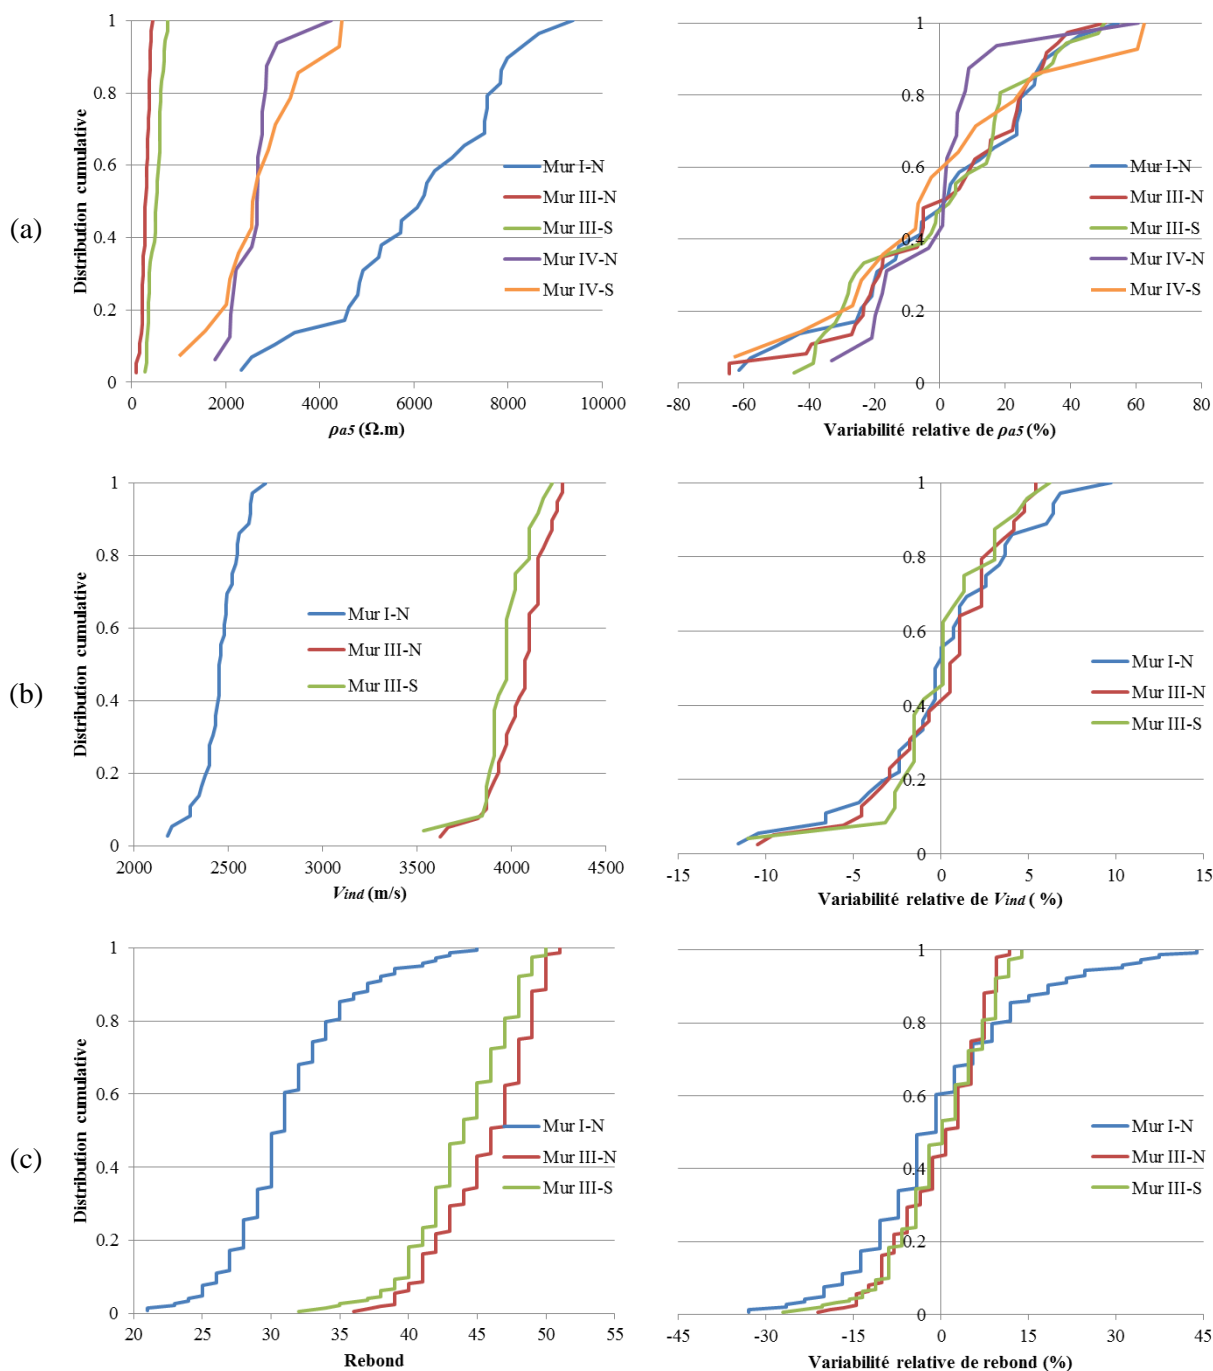 (a)
Distribution cumulative
1
0.8
0.6
0.4
0.2
0
0 2000 4000 6000 8000 10000
ρa5 (Ω.m)
Mur I-N
Mur III-N
Mur III-S
Mur IV-N
Mur IV-S
1
0.8
0.6
0.4
0.2
0
-80 -60 -40 -20 0 20 40 60 80
Variabilité relative de ρa5 (%)
Mur I-N
Mur III-N
Mur III-S
Mur IV-N
Mur IV-S
(b)
Distribution cumulative
1
0.8
0.6
0.4
0.2
0
2000 2500 3000 3500 4000 4500
Vind (m/s)
Mur I-N
Mur III-N
Mur III-S
1
0.8
0.6
0.4
0.2
0
-15 -10 -5 0 5 10 15
Variabilité relative de Vind ( %)
Mur I-N
Mur III-N
Mur III-S
(c)
Distribution cumulative
1
0.8
0.6
0.4
0.2
0
20 25 30 35 40 45 50 55
Rebond
Mur I-N
Mur III-N
Mur III-S
1
0.8
0.6
0.4
0.2
0
-45 -30 -15 0 15 30 45
Variabilité relative de rebond (%)
Mur I-N
Mur III-N
Mur III-S